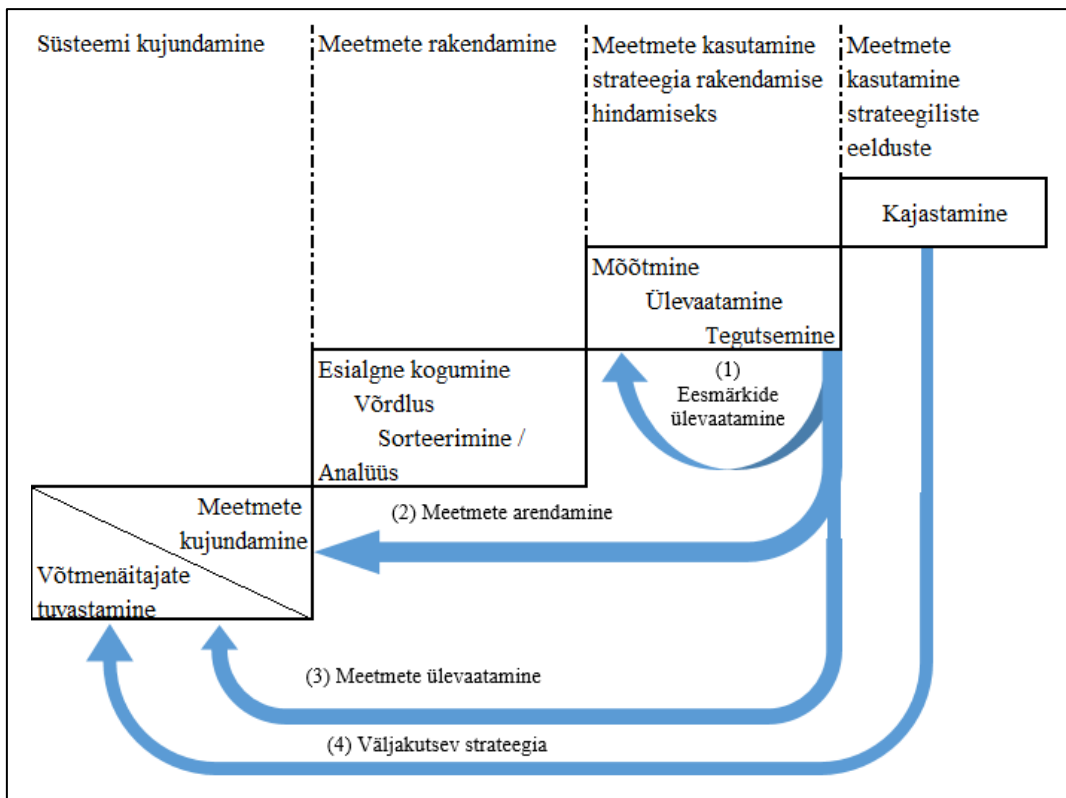 Süsteemi kujundamine
Meetmete rakendamine
Meetmete kasutamine
strateegia rakendamise
hindamiseks
Meetmete
kasutamine
strateegiliste
eelduste
Kajastamine
Mõõtmine
Ülevaatamine
Tegutsemine
(1)
Eesmärkide
ülevaatamine
Esialgne kogumine
Võrdlus
Sorteerimine /
Analüüs
(2) Meetmete arendamine
Meetmete
kujundamine
Võtmenäitajate
tuvastamine
(3) Meetmete ülevaatamine
(4) Väljakutsev strateegia